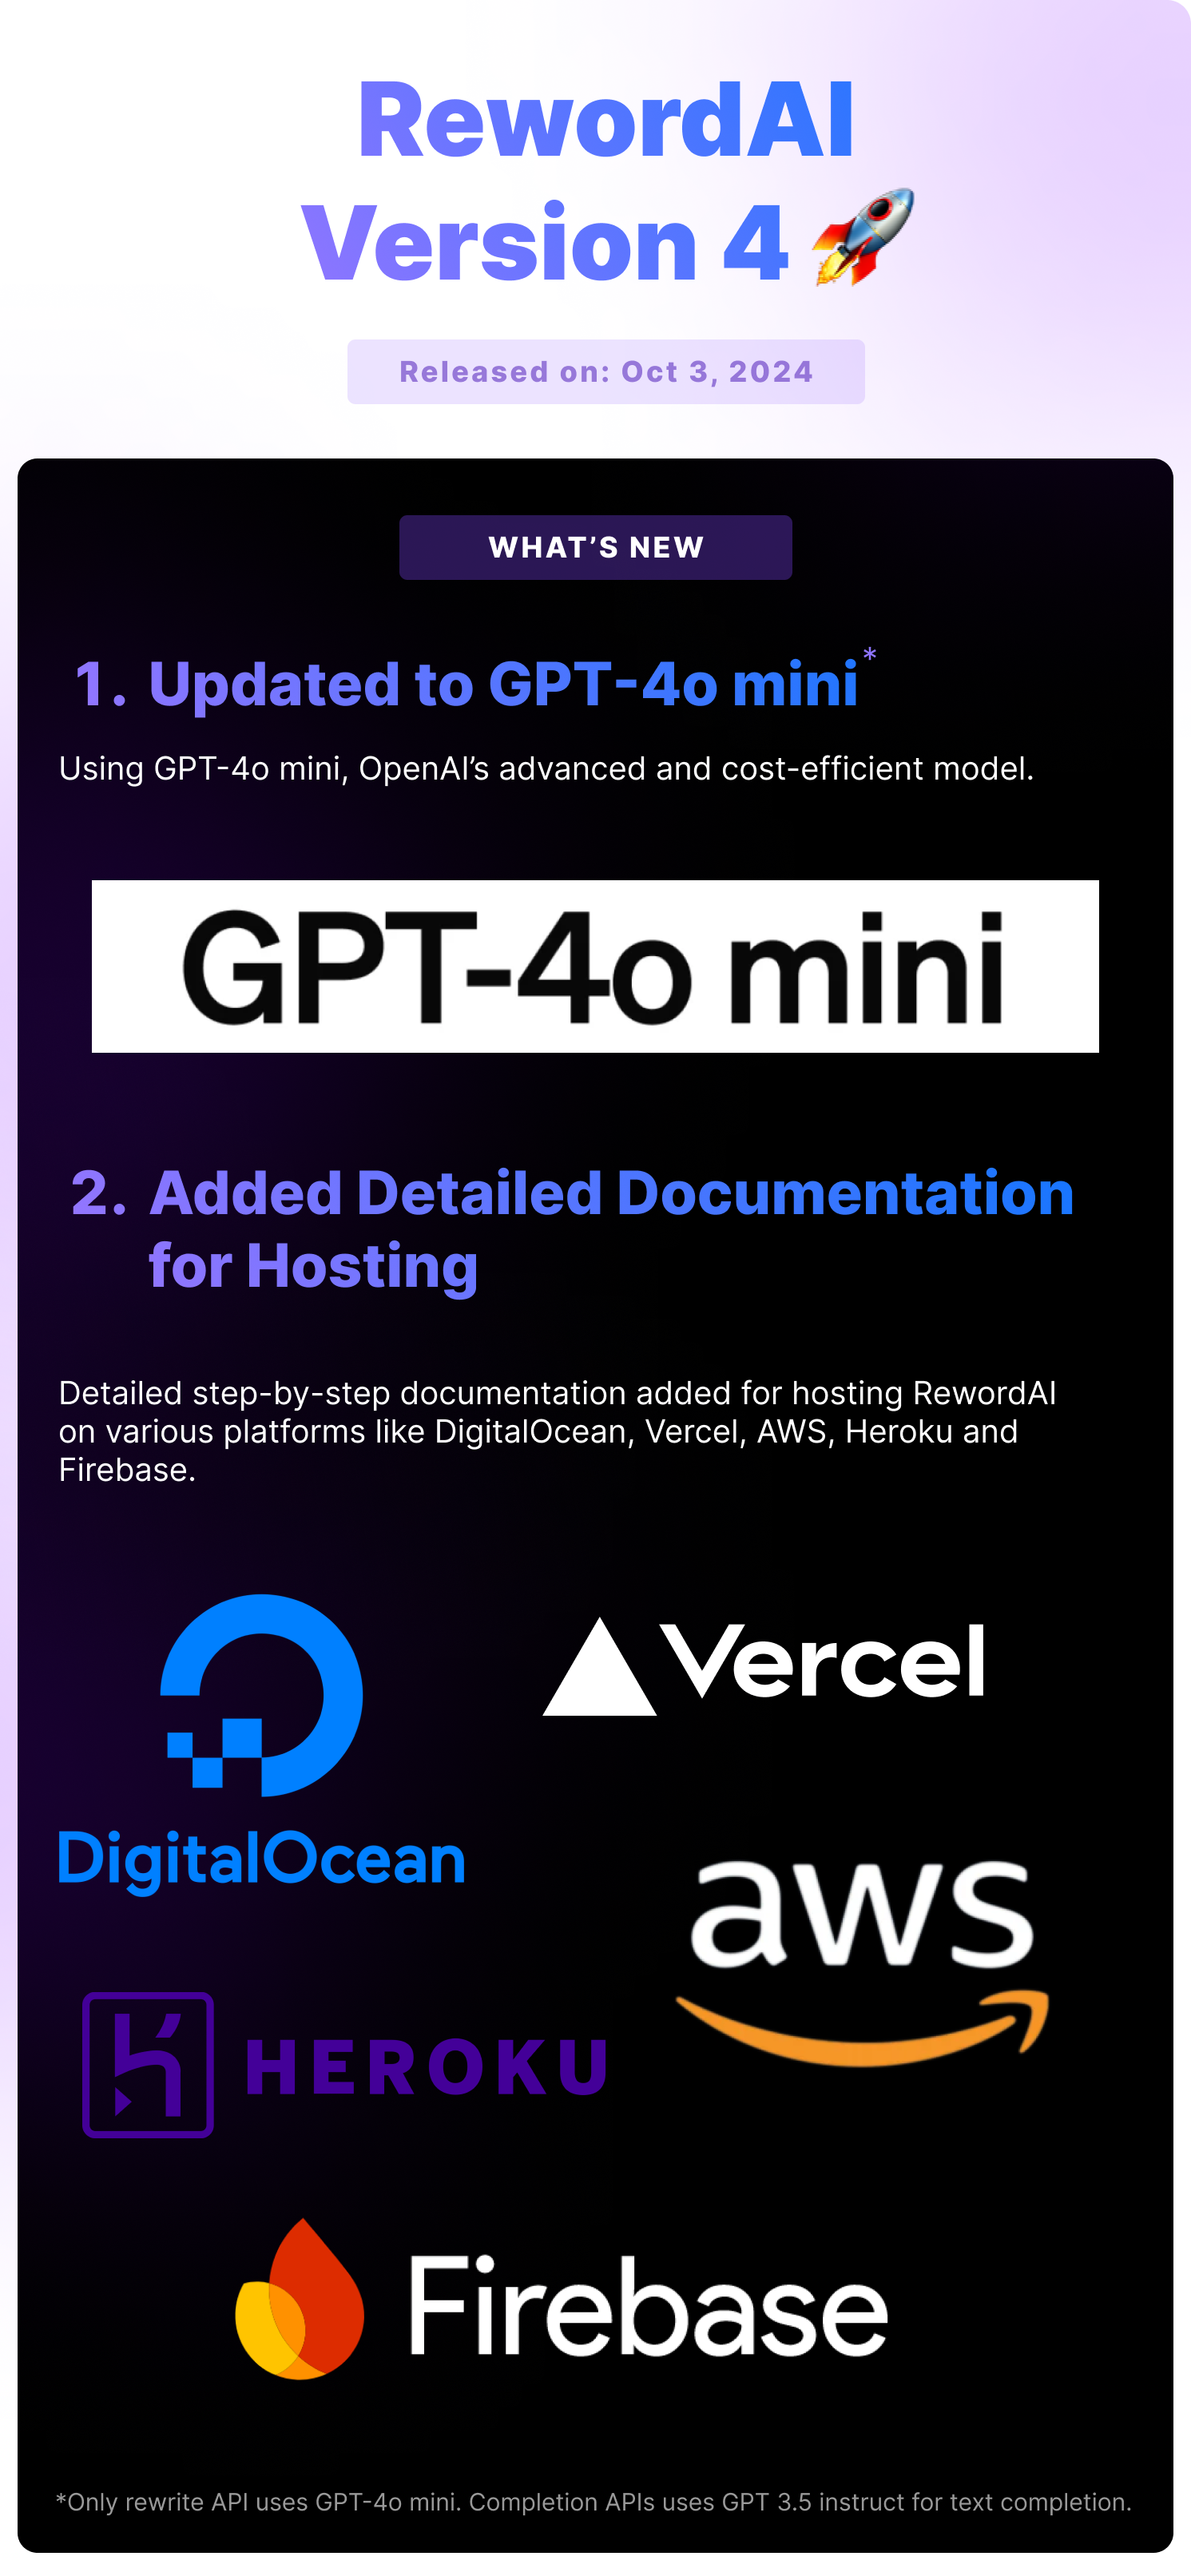 RewordAI
Version 4 🚀
Released on: Oct 3, 2024
WHAT’S NEW
1. Updated to GPT-4o mini*
Using GPT-4o mini, OpenAI’s advanced and cost-efficient model.
GPT-4o mini
2. Added Detailed Documentation
for Hosting
Detailed step-by-step documentation added for hosting RewordAI
on various platforms like DigitalOcean, Vercel, AWS, Heroku and
Firebase.
Vercel
DigitalOcean
aws
HEROKU
Firebase
*Only rewrite API uses GPT-4o mini. Completion APIs uses GPT 3.5 instruct for text completion.